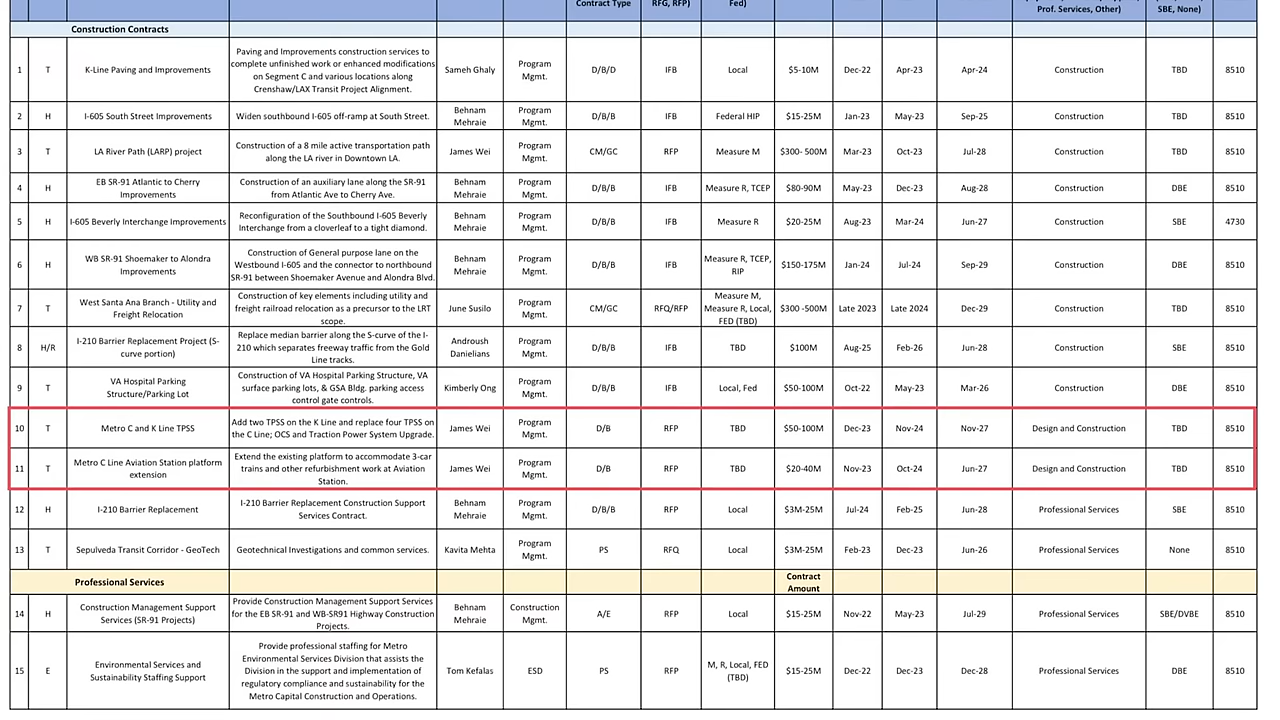 Contract Type RFG, RFP) Fed) Prof. Services, Other) SBE, None)
Construction Contracts
1 T K-Line Paving and Improvements Paving and Improvements construction services to complete unfinished work or enhanced modifications on Segment C and various locations along Crenshaw/LAX Transit Project Alignment. Sameh Ghaly Program Mgmt. D/B/D IFB Local $5-10M Dec-22 Apr-23 Apr-24 Construction TBD 8510
2 H I-605 South Street Improvements Widen southbound I-605 off-ramp at South Street. Behnam Mehraie Program Mgmt. D/B/B IFB Federal HIP $15-25M Jan-23 May-23 Sep-25 Construction TBD 8510
3 T LA River Path (LARP) project Construction of a 8 mile active transportation path along the LA river in Downtown LA. James Wei Program Mgmt. CM/GC RFP Measure M $300- 500M Mar-23 Oct-23 Jul-28 Construction TBD 8510
4 H EB SR-91 Atlantic to Cherry Improvements Construction of an auxiliary lane along the SR-91 from Atlantic Ave to Cherry Ave. Behnam Mehraie Program Mgmt. D/B/B IFB Measure R, TCEP $80-90M May-23 Dec-23 Aug-28 Construction DBE 8510
5 H I-605 Beverly Interchange Improvements Reconfiguration of the Southbound I-605 Beverly Interchange from a cloverleaf to a tight diamond. Behnam Mehraie Program Mgmt. D/B/B IFB Measure R $20-25M Aug-23 Mar-24 Jun-27 Construction SBE 4730
6 H WB SR-91 Shoemaker to Alondra Improvements Construction of General purpose lane on the Westbound I-605 and the connector to northbound SR-91 between Shoemaker Avenue and Alondra Blvd. Behnam Mehraie Program Mgmt. D/B/B IFB Measure R, TCEP, RIP $150-175M Jan-24 Jul-24 Sep-29 Construction DBE 8510
7 T West Santa Ana Branch - Utility and Freight Relocation Construction of key elements including utility and freight railroad relocation as a precursor to the LRT scope. June Susilo Program Mgmt. CM/GC RFQ/RFP Measure M, Measure R, Local, FED (TBD) $300 -500M Late 2023 Late 2024 Dec-29 Construction TBD 8510
8 H/R I-210 Barrier Replacement Project (S-curve portion) Replace median barrier along the S-curve of the I-210 which separates freeway traffic from the Gold Line tracks. Androush Danielians Program Mgmt. D/B/B IFB TBD $100M Aug-25 Feb-26 Jun-28 Construction SBE 8510
9 T VA Hospital Parking Structure/Parking Lot Construction of VA Hospital Parking Structure, VA surface parking lots, & GSA Bldg. parking access control gate controls. Kimberly Ong Program Mgmt. D/B/B IFB Local, Fed $50-100M Oct-22 May-23 Mar-26 Construction DBE 8510
10 T Metro C and K Line TPSS Add two TPSS on the K Line and replace four TPSS on the C Line; OCS and Traction Power System Upgrade. James Wei Program Mgmt. D/B RFP TBD $50-100M Dec-23 Nov-24 Nov-27 Design and Construction TBD 8510
11 T Metro C Line Aviation Station platform extension Extend the existing platform to accommodate 3-car trains and other refurbishment work at Aviation Station. James Wei Program Mgmt. D/B RFP TBD $20-40M Nov-23 Oct-24 Jun-27 Design and Construction TBD 8510
12 H I-210 Barrier Replacement I-210 Barrier Replacement Construction Support Services Contract. Behnam Mehraie Program Mgmt. D/B/B RFP Local $3M-25M Jul-24 Feb-25 Jun-28 Professional Services SBE 8510
13 T Sepulveda Transit Corridor - GeoTech Geotechnical Investigations and common services. Kavita Mehta Program Mgmt. PS RFQ Local $3M-25M Feb-23 Dec-23 Jun-26 Professional Services None 8510
Professional Services Contract Amount
14 H Construction Management Support Services (SR-91 Projects) Provide Construction Management Support Services for the EB SR-91 and WB-SR91 Highway Construction Projects. Behnam Mehraie Construction Mgmt. A/E RFP Local $15-25M Nov-22 May-23 Jul-29 Professional Services SBE/DVBE 8510
15 E Environmental Services and Sustainability Staffing Support Provide professional staffing for Metro Environmental Services Division that assists the Division in the support and implementation of regulatory compliance and sustainability for the Metro Capital Construction and Operations. Tom Kefalas ESD PS RFP M, R, Local, FED (TBD) $15-25M Dec-22 Dec-23 Dec-28 Professional Services DBE 8510